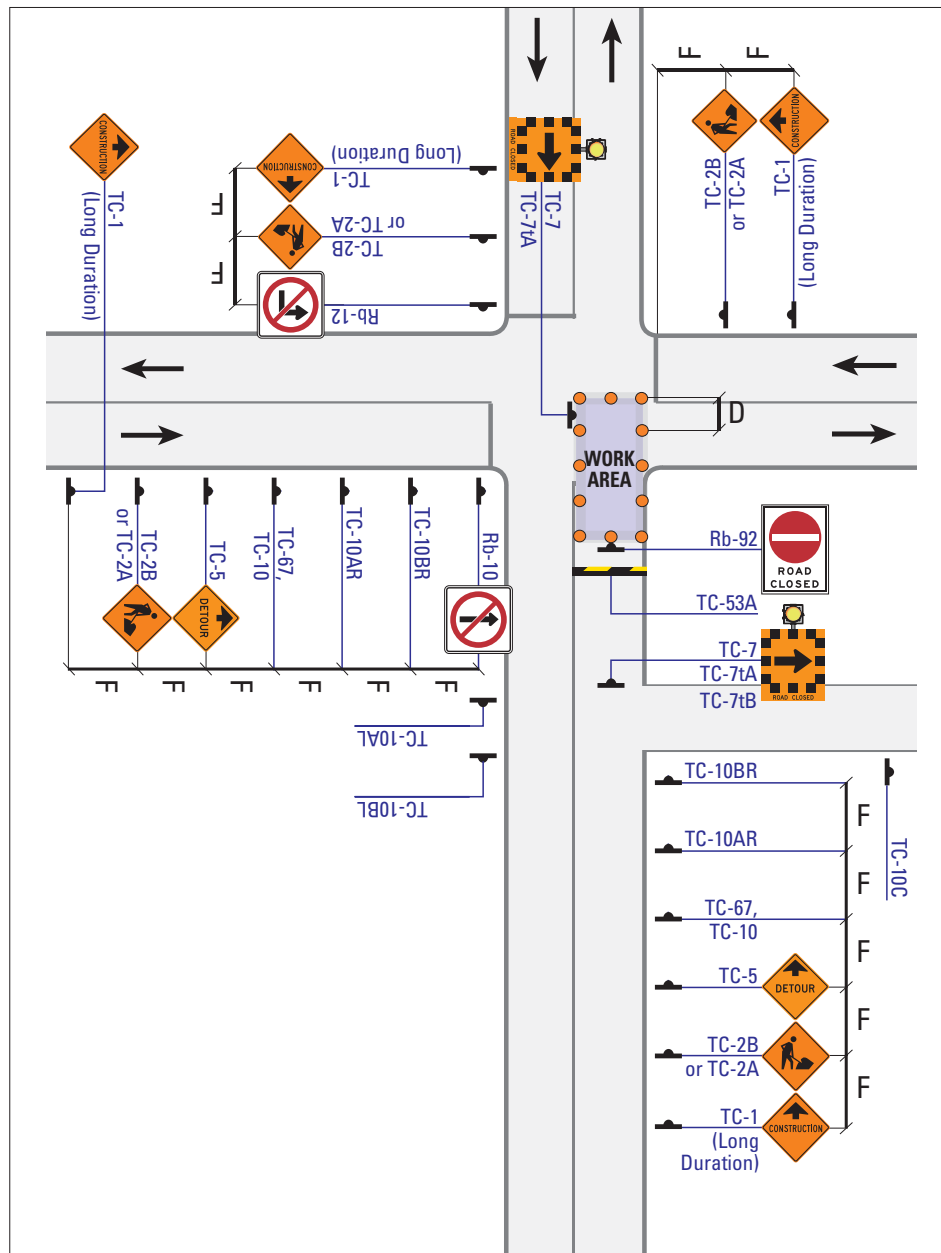 CONSTRUCTION
TC-1
(Long Duration)
CONSTRUCTION
TC-1
(Long Duration)
TC-2B
or TC-2A
Rb-12
F
F
ROAD CLOSED
TC-7
TC-7tA
F
F
CONSTRUCTION
TC-2B
or TC-2A
TC-1
(Long Duration)
D
WORK
AREA
TC-2B
or TC-2A
TC-5
DETOUR
TC-67,
TC-10
TC-10AR
TC-10BR
Rb-10
F
F
F
F
F
F
TC-10AL
TC-10BL
Rb-92
ROAD
CLOSED
TC-53A
TC-7
TC-7tA
TC-7tB
ROAD CLOSED
TC-10BR
TC-10AR
TC-67,
TC-10
TC-5
DETOUR
TC-2B
or TC-2A
TC-1
(Long
Duration)
CONSTRUCTION
F
F
F
F
F
TC-10C